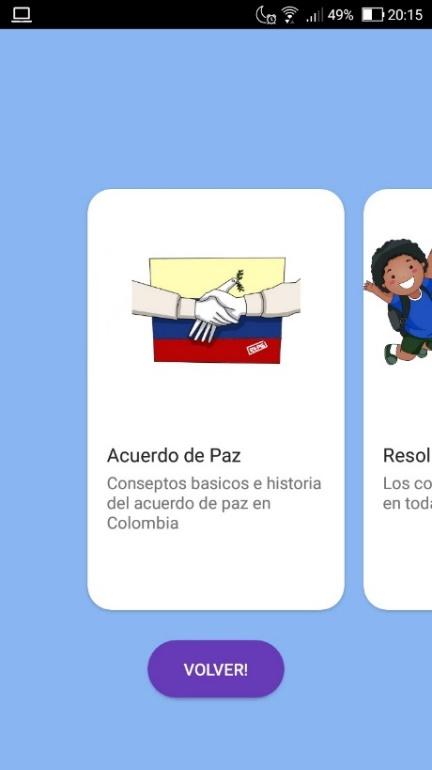 49% 20:15
Acuerdo de Paz
Conseptos basicos e historia
del acuerdo de paz en
Colombia
Resol
Los co
en toda
VOLVER!